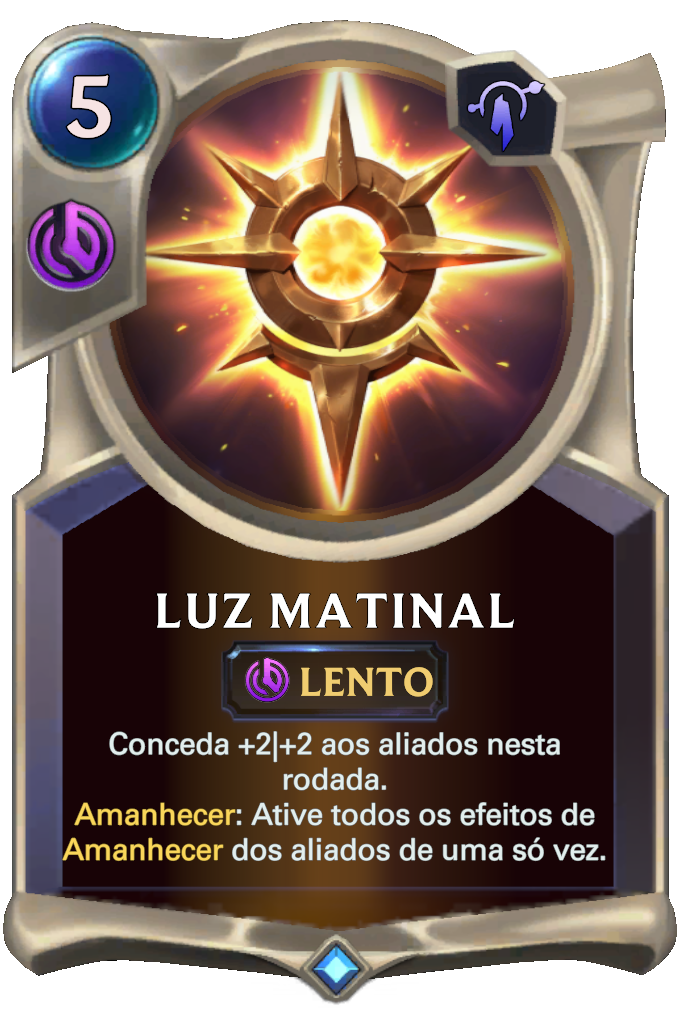 5
LUZ MATINAL
LENTO
Conceda +2|+2 aos aliados nesta
rodada.
Amanhecer: Ative todos os efeitos de
Amanhecer dos aliados de uma só vez.